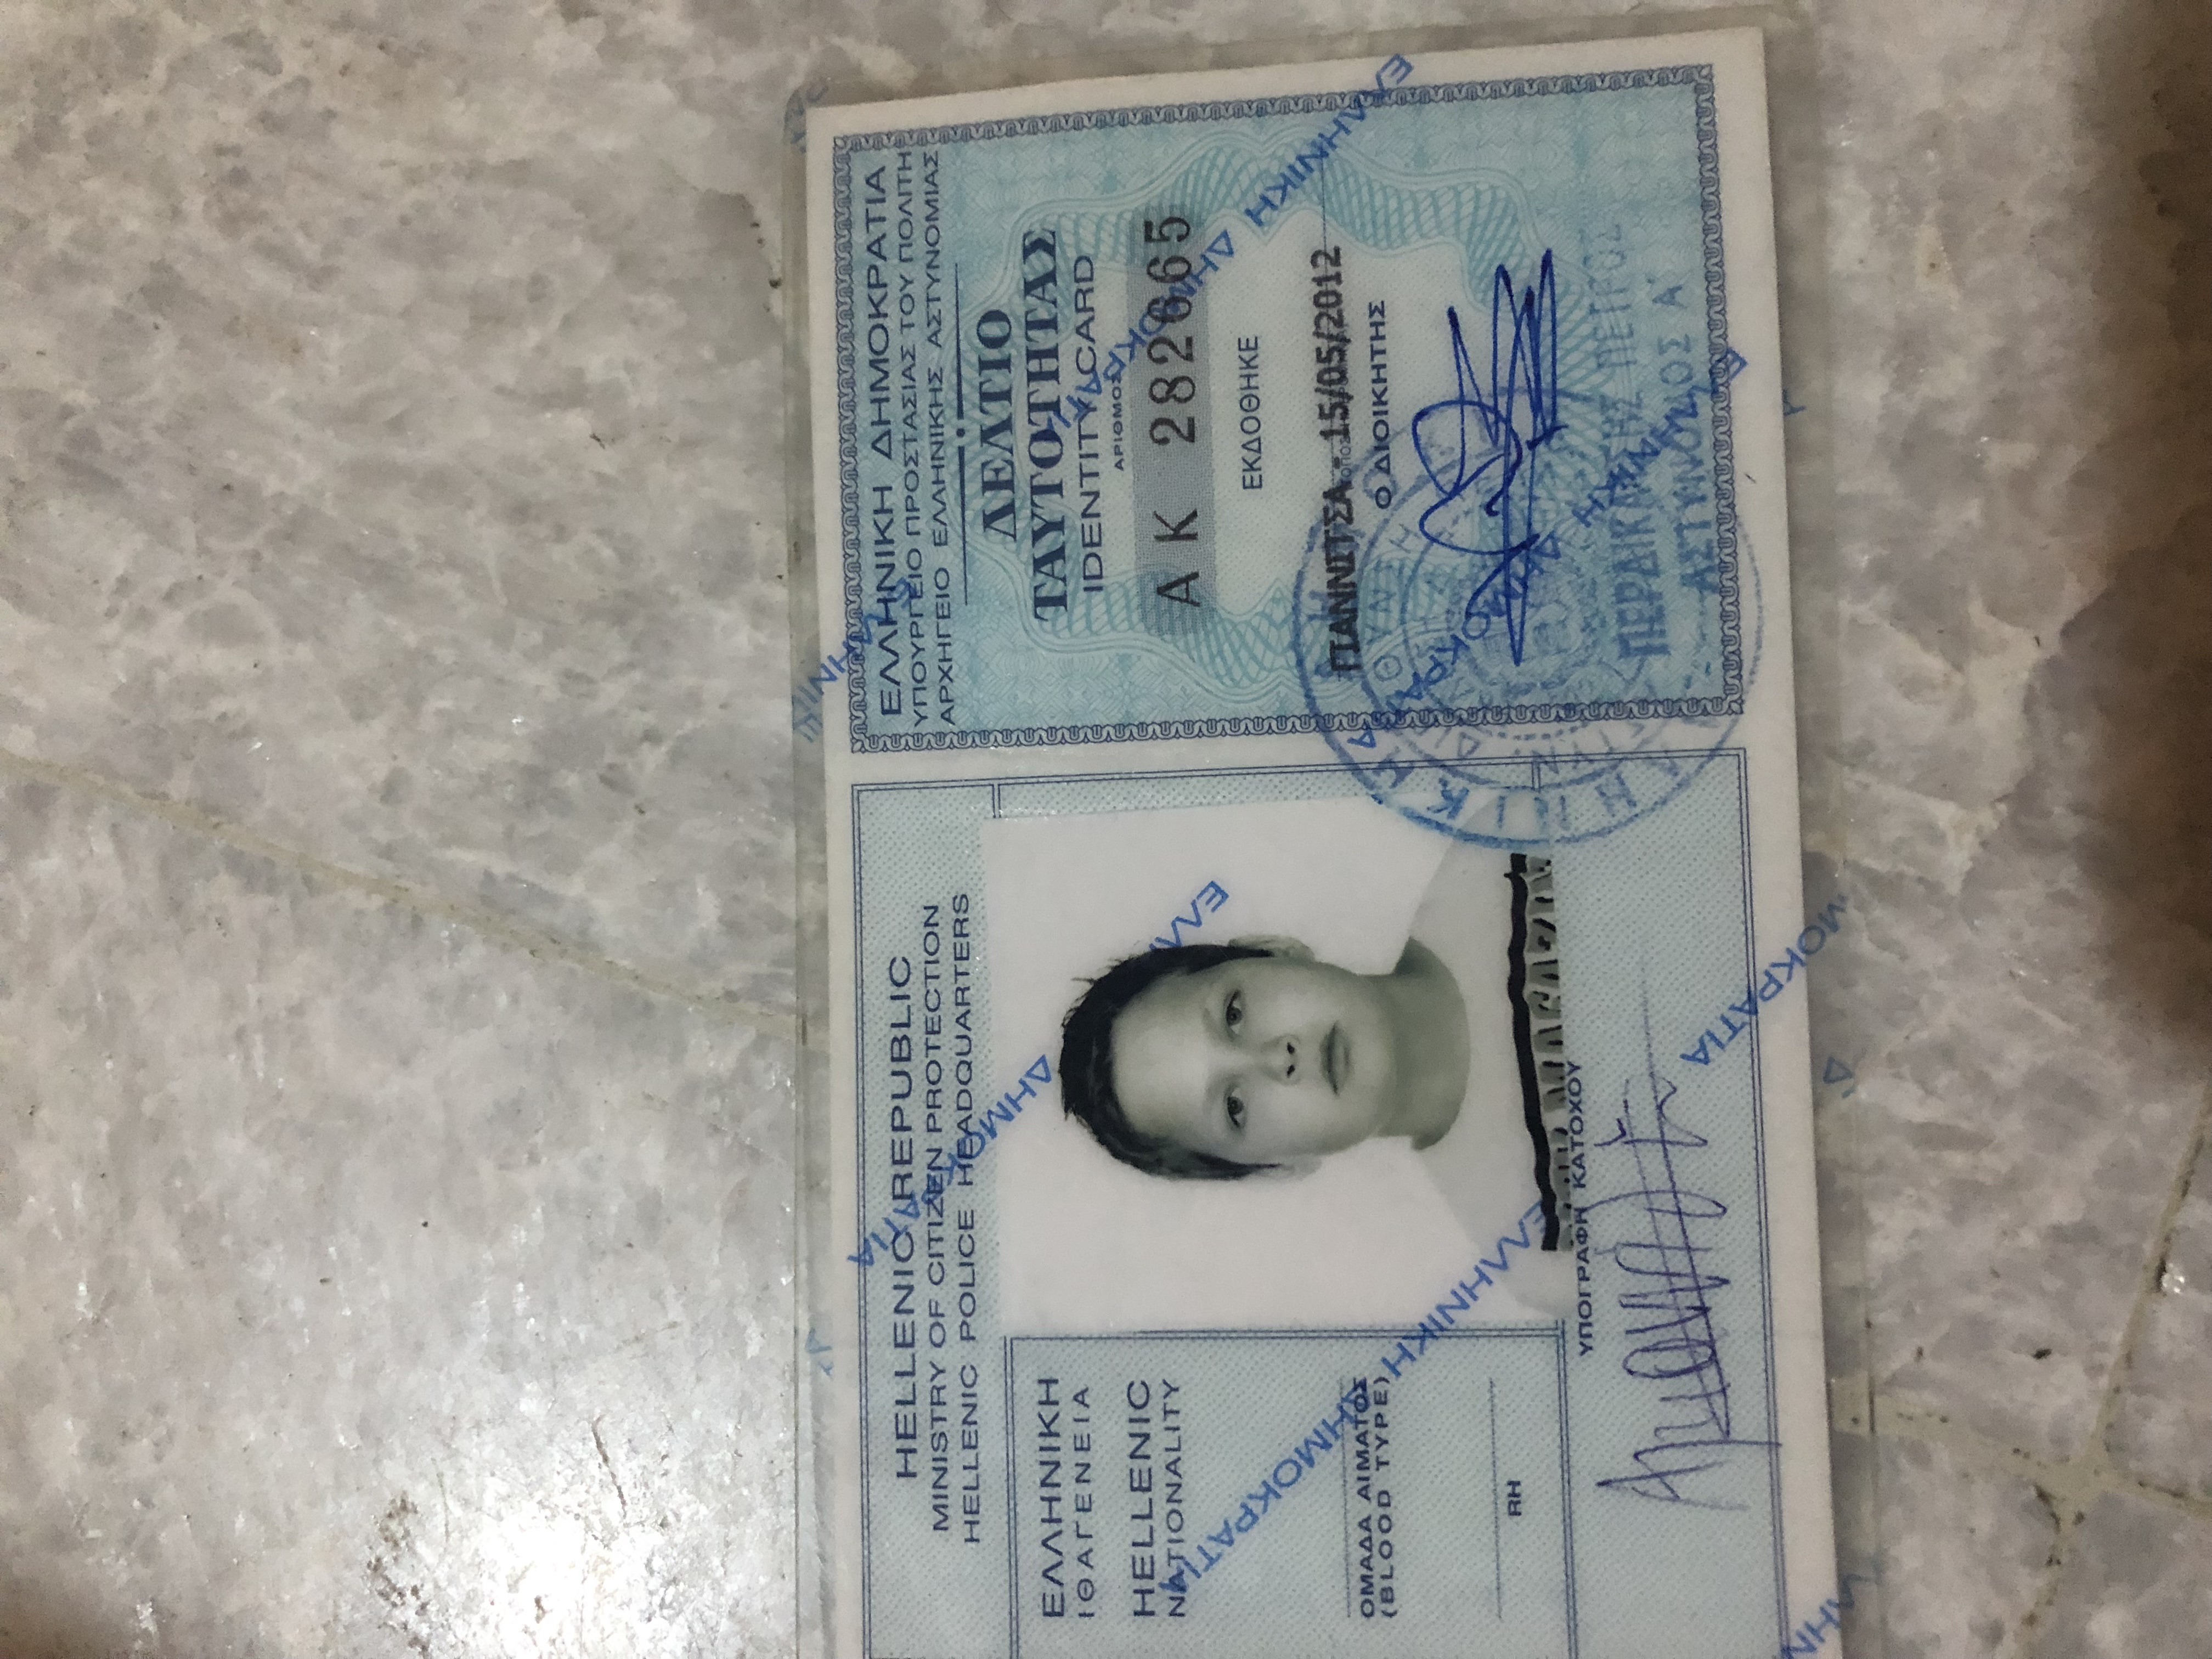 HELLENIC REPUBLIC
MINISTRY OF CITIZEN PROTECTION
HELLENIC POLICE HEADQUARTERS
ΕΛΛΗΝΙΚΗ
ΙΘΑΓΕΝΕΙΑ
HELLENIC
NATIONALITY
ΟΜΑΔΑ ΑΙΜΑΤΟΣ
(BLOOD TYPE)
RH
ΥΠΟΓΡΑΦΗ ΚΑΤΟΧΟΥ
ΕΛΛΗΝΙΚΗ ΔΗΜΟΚΡΑΤΙΑ
ΥΠΟΥΡΓΕΙΟ ΠΡΟΣΤΑΣΙΑΣ ΤΟΥ ΠΟΛΙΤΗ
ΑΡΧΗΓΕΙΟ ΕΛΛΗΝΙΚΗΣ ΑΣΤΥΝΟΜΙΑΣ
ΔΕΛΤΙΟ
ΤΑΥΤΟΤΗΤΑΣ
IDENTITY CARD
ΑΡΙΘΜΟΣ
ΑΚ 282665
ΕΚΔΟΘΗΚΕ
ΓΙΑΝΝΙΤΣΑ - 15/05/2012
Ο ΔΙΟΙΚΗΤΗΣ
ΠΕΤΡΟΣ
ΑΣΤΥΝΟΜΟΣ Α΄
ΕΛΛΗΝΙΚΗ ΔΗΜΟΚΡΑΤΙΑ